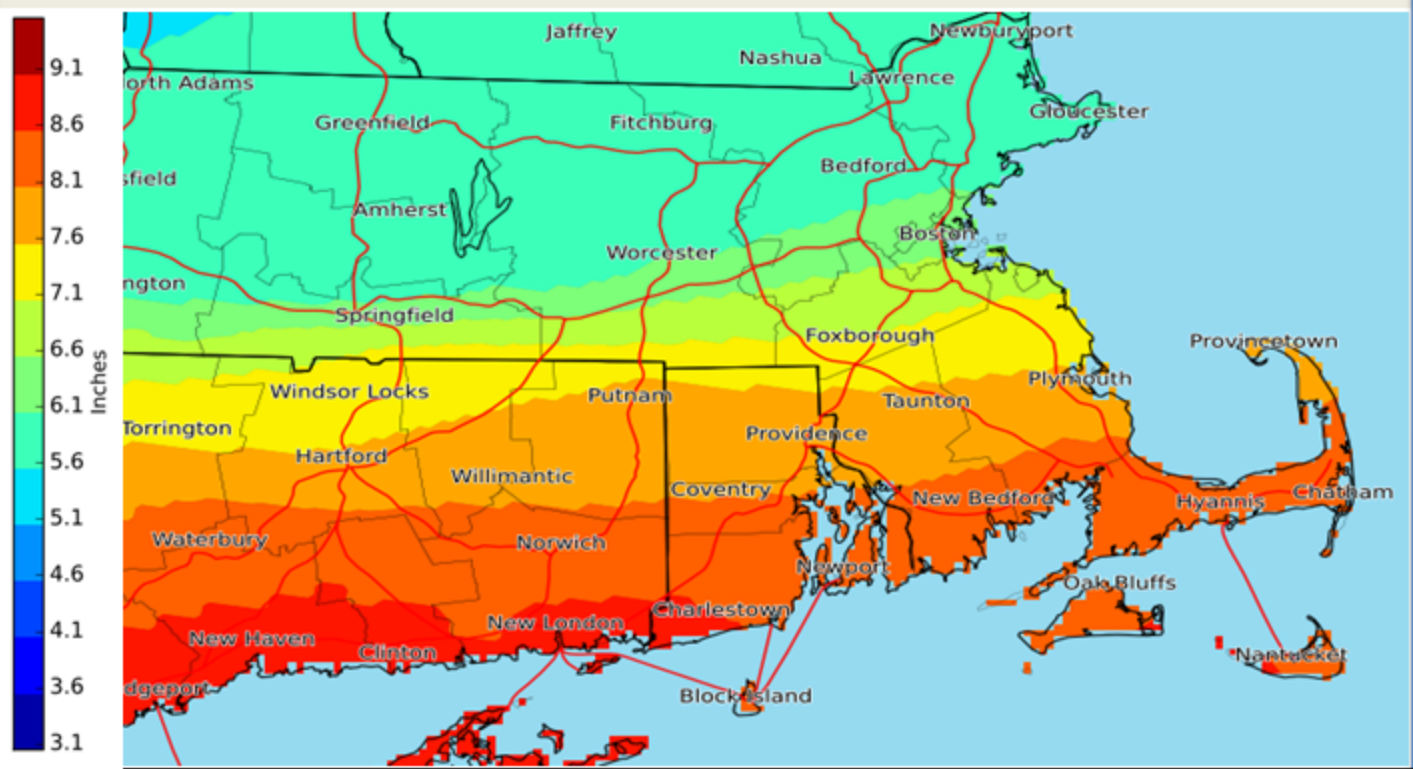 9.1
8.6
8.1
7.6
7.1
6.6
6.1
5.6
5.1
4.6
4.1
3.6
3.1
Inches
Jaffrey
Newburyport
Nashua
Lawrence
orth Adams
Gloucester
Greenfield
Fitchburg
Bedford
sfield
Amherst
Boston
Worcester
ngton
Springfield
Foxborough
Provincetown
Plymouth
Windsor Locks
Putnam
Taunton
Torrington
Providence
Hartford
Willimantic
Coventry
New Bedford
Hyannis
Chatham
Waterbury
Norwich
Newport
Oak Bluffs
Charlestown
New London
New Haven
Clinton
Nantucket
dgeport
Block Island